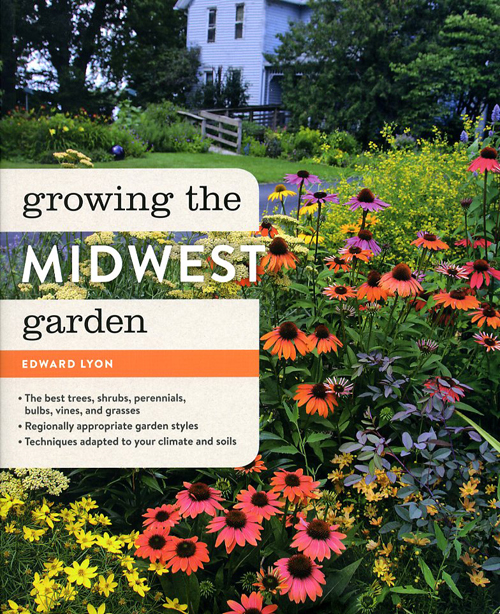 growing the
MIDWEST
garden
EDWARD LYON
• The best trees, shrubs, perennials,
bulbs, vines, and grasses
• Regionally appropriate garden styles
• Techniques adapted to your climate and soils